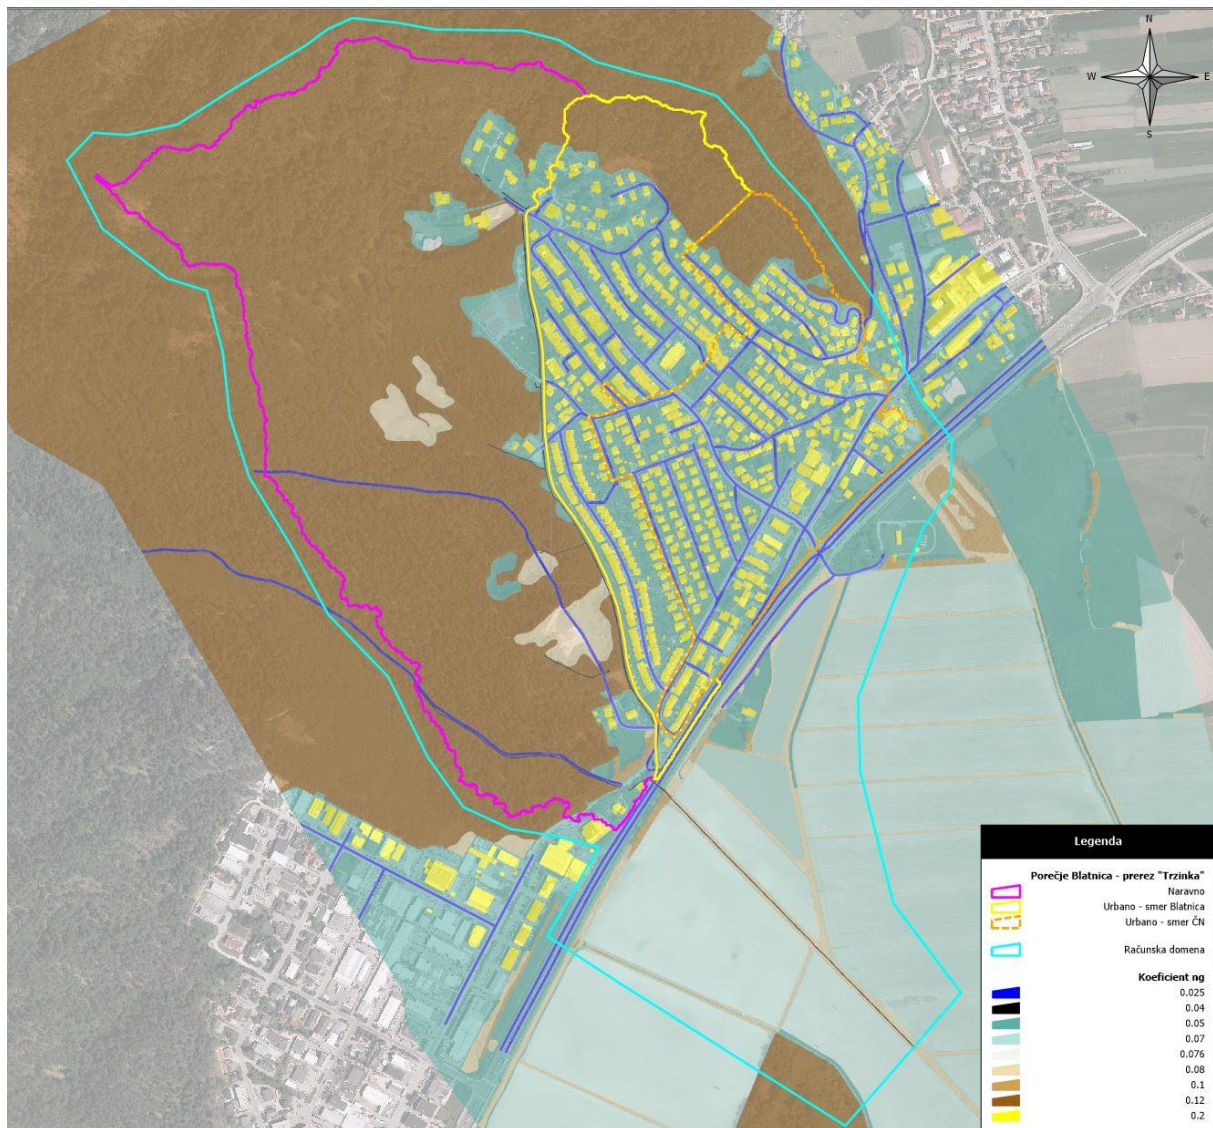 N
W
E
S
Legenda
Porečje Blatnica - prerez "Trzinka"
Naravno
Urbano - smer Blatnica
Urbano - smer ČN
Računska domena
Koeficient ng
0.025
0.04
0.05
0.07
0.076
0.08
0.1
0.12
0.2